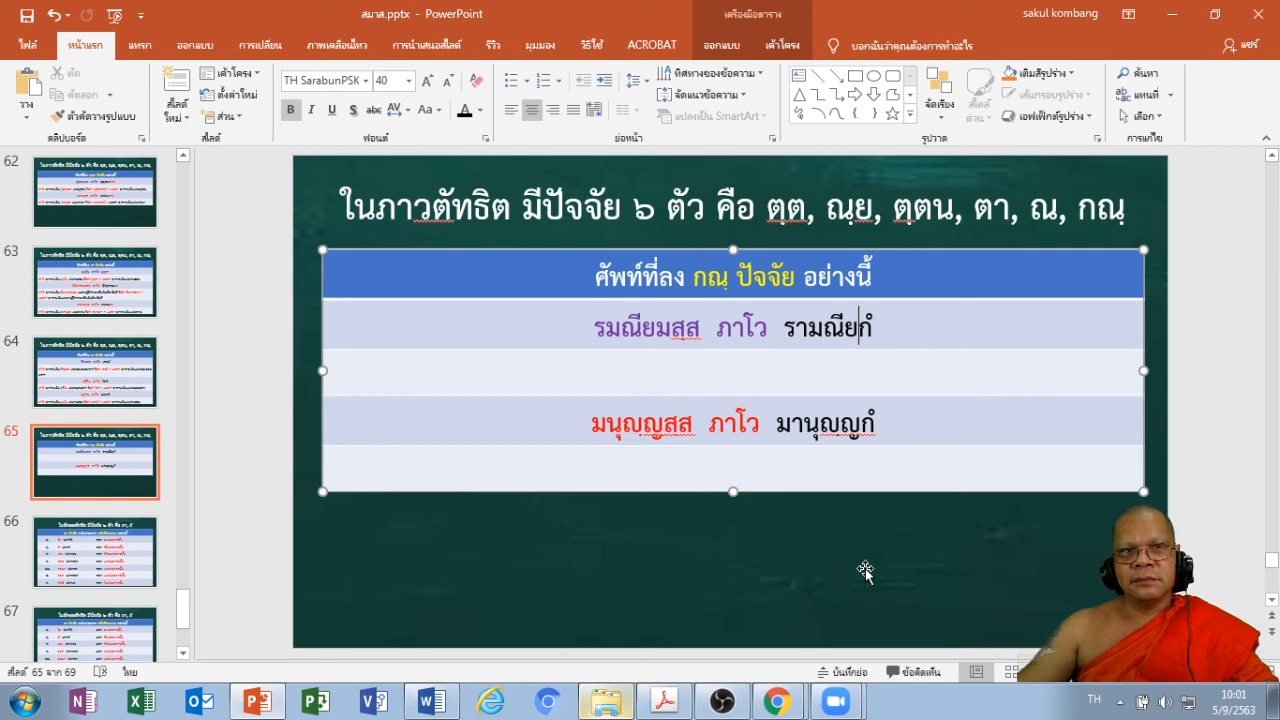 สมาส.pptx - PowerPoint
เครื่องมือตาราง
sakul kombang
ไฟล์ หน้าแรก แทรก ออกแบบ การเปลี่ยน ภาพเคลื่อนไหว การนำเสนอสไลด์ รีวิว มุมมอง วิธีใช้ ACROBAT ออกแบบ เค้าโครง บอกฉันว่าคุณต้องการทำอะไร แชร์
วาง ตัด คัดลอก ตัวคัดวางรูปแบบ
คลิปบอร์ด
สไลด์ใหม่ เค้าโครง ตั้งค่าใหม่ ส่วน
สไลด์
TH SarabunPSK 40
ฟอนต์
ทิศทางของข้อความ
จัดแนวข้อความ
แปลงเป็น SmartArt
ย่อหน้า
จัดเรียง สไตล์ด่วน เติมสีรูปร่าง เส้นกรอบรูปร่าง เอฟเฟ็กต์รูปร่าง
รูปวาด
ค้นหา
แทนที่
เลือก
การแก้ไข
62
63
64
65
66
67
ในภาวตัทธิต มีปัจจัย ๖ ตัว คือ ตฺต, ณฺย, ตฺตน, ตา, ณ, กณฺ
ศัพท์ที่ลง กณฺ ปัจจัย อย่างนี้
รมณียมสฺส ภาโว รามณียกํ
มนุญฺญสส ภาโว มานุญฺญกํ
สไลด์ 65 จาก 69 ไทย
บันทึกย่อ ข้อคิดเห็น
TH
10:01
5/9/2563